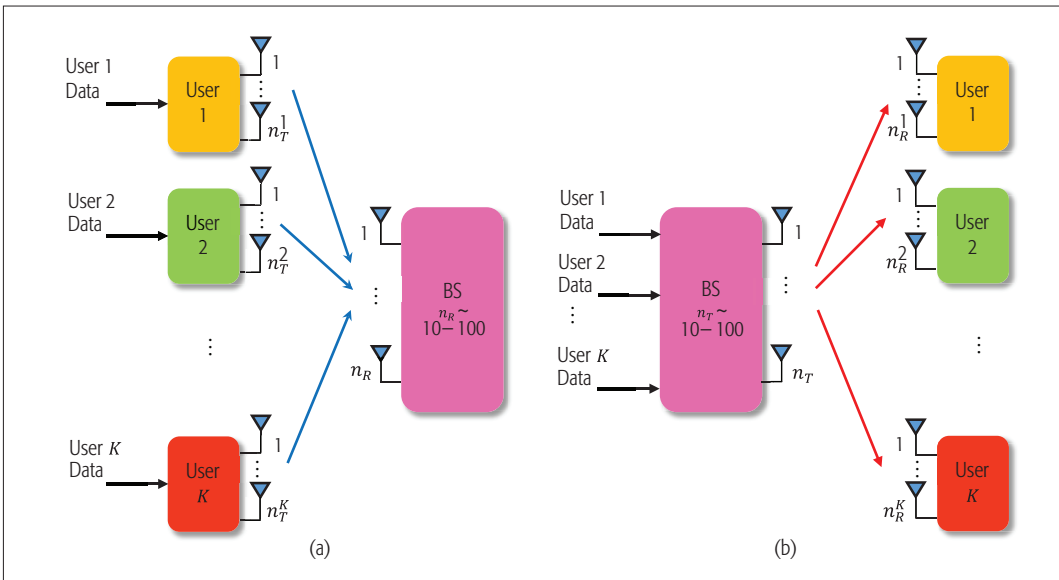 User 1
Data
User
1
1
⋮
n_T^1
User 2
Data
User
2
1
⋮
n_T^2
⋮
User K
Data
User
K
1
⋮
n_T^K
1
⋮
n_R
BS
n_R ~
10–100
(a)
User 1
Data
User 2
Data
⋮
User K
Data
BS
n_T ~
10–100
1
⋮
n_T
1
⋮
n_R^1
User
1
1
⋮
n_R^2
User
2
⋮
1
⋮
n_R^K
User
K
(b)